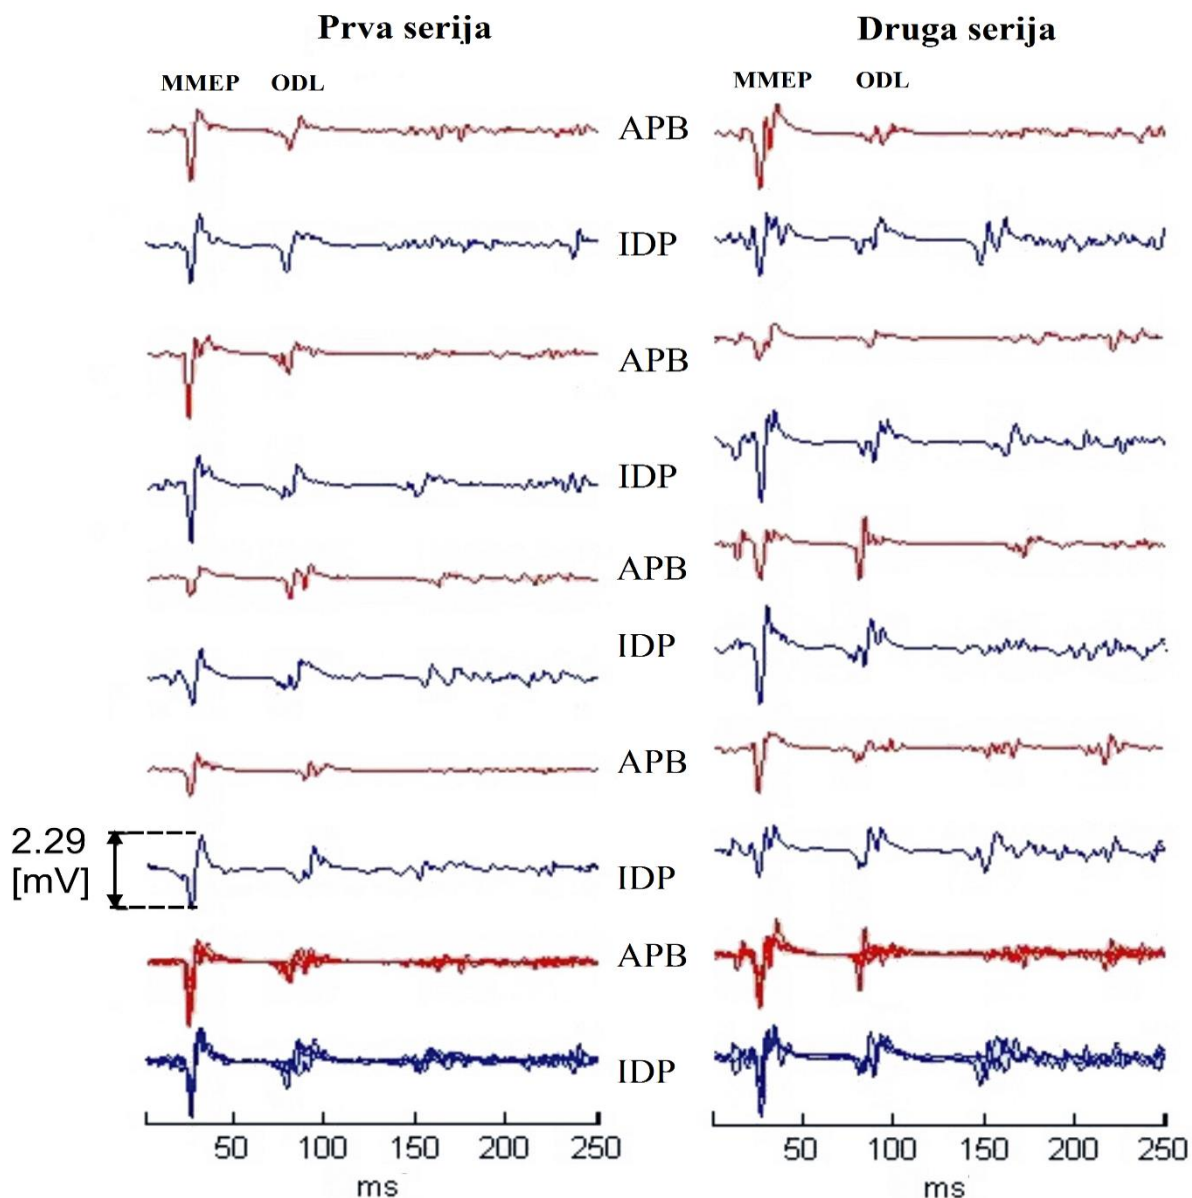 Prva serija
Druga serija
MMEP ODL
MMEP ODL
APB
IDP
APB
IDP
APB
IDP
APB
2.29
[mV]
IDP
APB
IDP
50 100 150 200 250
ms
50 100 150 200 250
ms